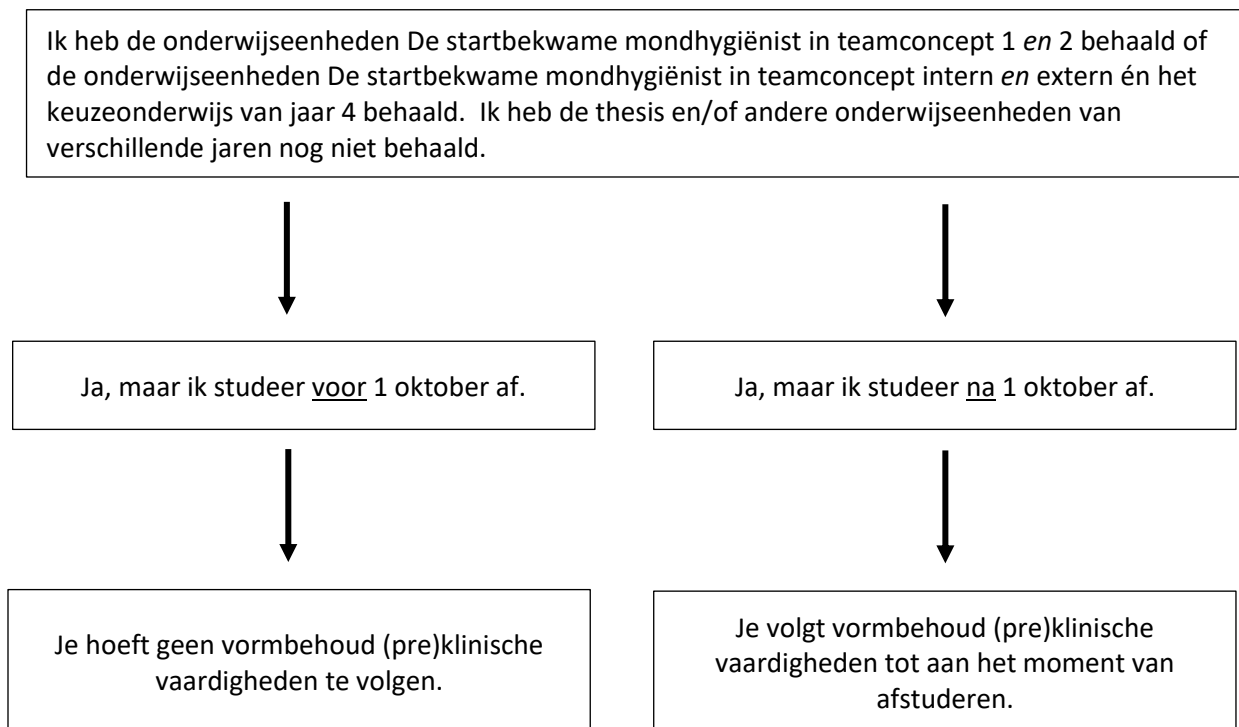 Ik heb de onderwijseenheden De startbekwame mondhygiënist in teamconcept 1 en 2 behaald of
de onderwijseenheden De startbekwame mondhygiënist in teamconcept intern en extern én het
keuzeonderwijs van jaar 4 behaald.  Ik heb de thesis en/of andere onderwijseenheden van
verschillende jaren nog niet behaald.
Ja, maar ik studeer voor 1 oktober af.
Ja, maar ik studeer na 1 oktober af.
Je hoeft geen vormbehoud (pre)klinische
vaardigheden te volgen.
Je volgt vormbehoud (pre)klinische
vaardigheden tot aan het moment van
afstuderen.